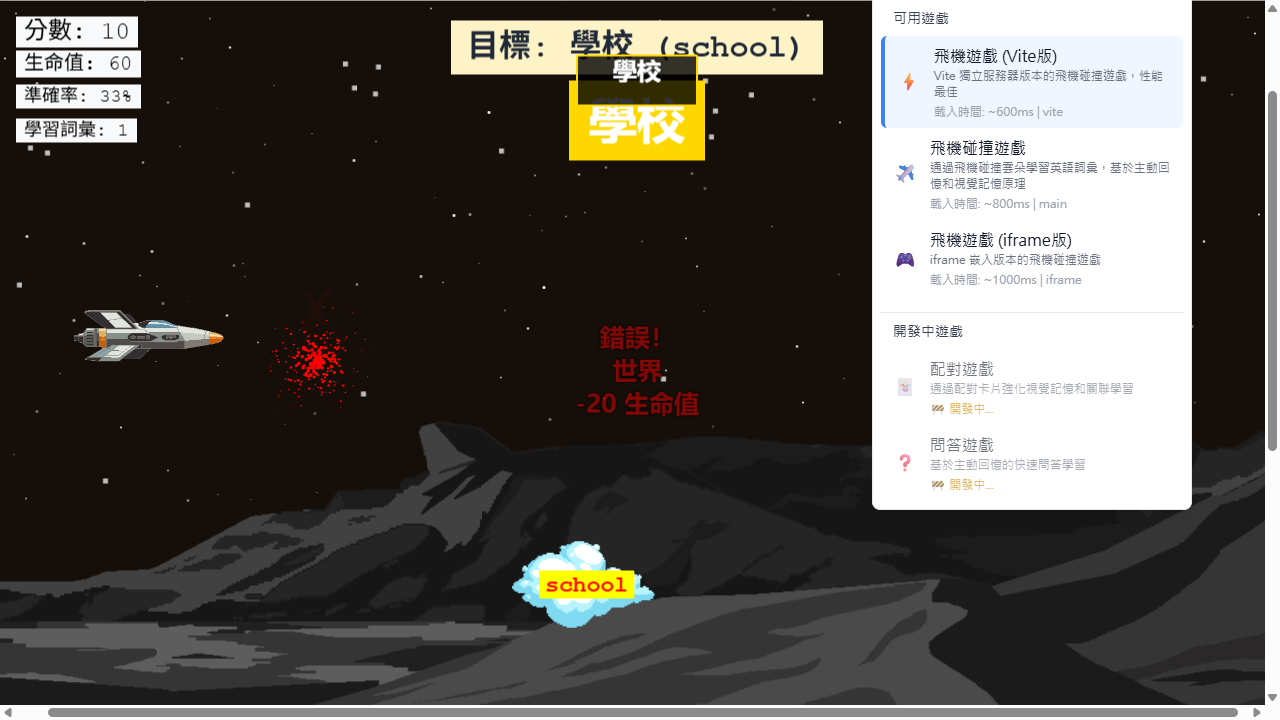 分數: 10
生命值: 60
準確率: 33%
學習詞彙: 1
目標: 學校 (school)
學校
學校
錯誤!
世界
-20 生命值
school
可用遊戲
飛機遊戲 (Vite版)
Vite 獨立服務器版本的飛機碰撞遊戲，性能
最佳
載入時間: ~600ms | vite
飛機碰撞遊戲
通過飛機碰撞雲朵學習英語詞彙，基於主動回
憶和視覺記憶原理
載入時間: ~800ms | main
飛機遊戲 (iframe版)
iframe 嵌入版本的飛機碰撞遊戲
載入時間: ~1000ms | iframe
開發中遊戲
配對遊戲
通過配對卡片強化視覺記憶和關聯學習
🚧 開發中...
問答遊戲
基於主動回憶的快速問答學習
🚧 開發中...